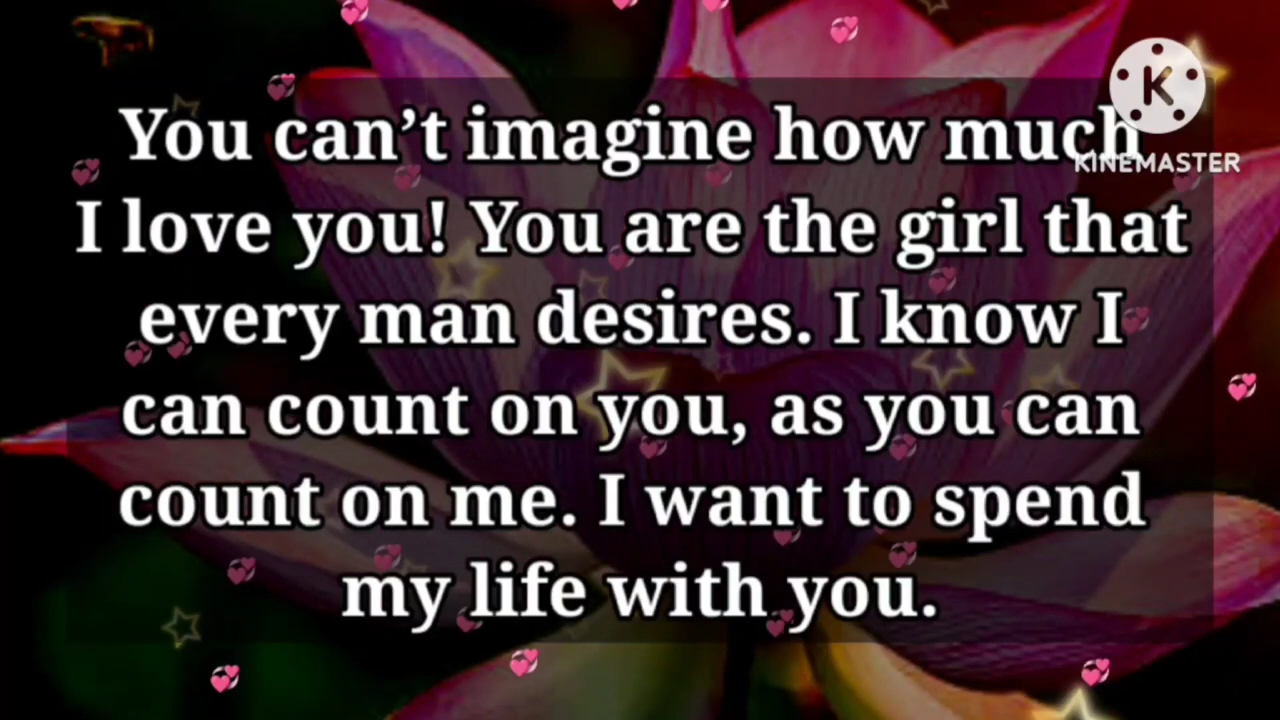 You can’t imagine how much
I love you! You are the girl that
every man desires. I know I
can count on you, as you can
count on me. I want to spend
my life with you.
K
KINEMASTER